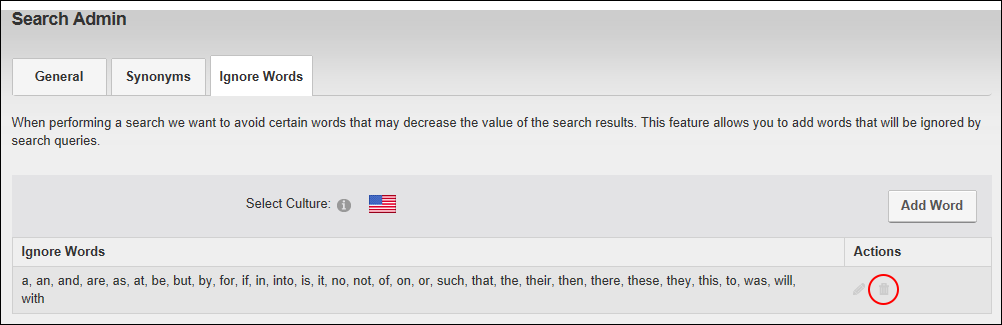 Search Admin
General Synonyms Ignore Words
When performing a search we want to avoid certain words that may decrease the value of the search results. This feature allows you to add words that will be ignored by
search queries.
Select Culture:
Add Word
Ignore Words Actions
a, an, and, are, as, at, be, but, by, for, if, in, into, is, it, no, not, of, on, or, such, that, the, their, then, there, these, they, this, to, was, will,
with